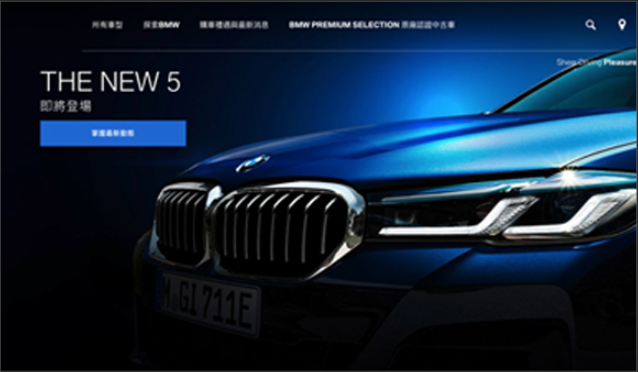 所有車型 探索BMW 購車禮遇與最新消息 BMW PREMIUM SELECTION 原廠認證中古車
Sheer Driving Pleasure
THE NEW 5
即將登場
掌握最新動態
M GI 711E